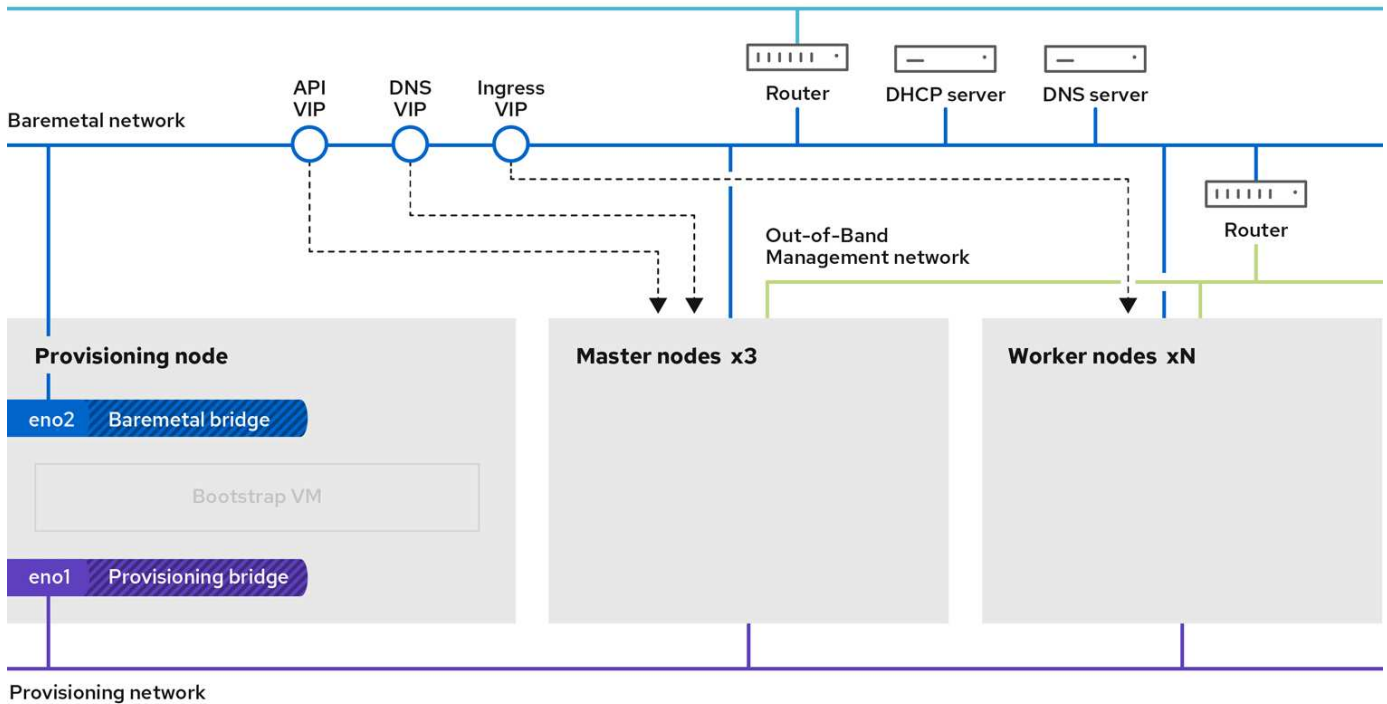 API
VIP
DNS
VIP
Ingress
VIP
Router
DHCP server
DNS server
Baremetal network
Router
Out-of-Band
Management network
Provisioning node
Master nodes x3
Worker nodes xN
eno2 Baremetal bridge
Bootstrap VM
eno1 Provisioning bridge
Provisioning network